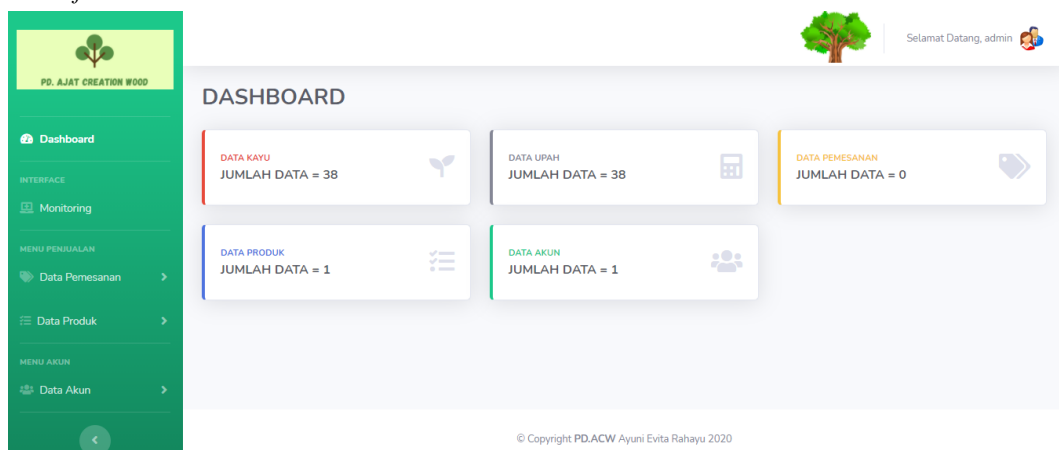 PD. AJAT CREATION WOOD
Selamat Datang, admin
Dashboard
INTERFACE
Monitoring
MENU PENJUALAN
Data Pemesanan
Data Produk
MENU AKUN
Data Akun
DASHBOARD
DATA KAYU
JUMLAH DATA = 38
DATA UPAH
JUMLAH DATA = 38
DATA PEMESANAN
JUMLAH DATA = 0
DATA PRODUK
JUMLAH DATA = 1
DATA AKUN
JUMLAH DATA = 1
© Copyright PD.ACW Ayuni Evita Rahayu 2020